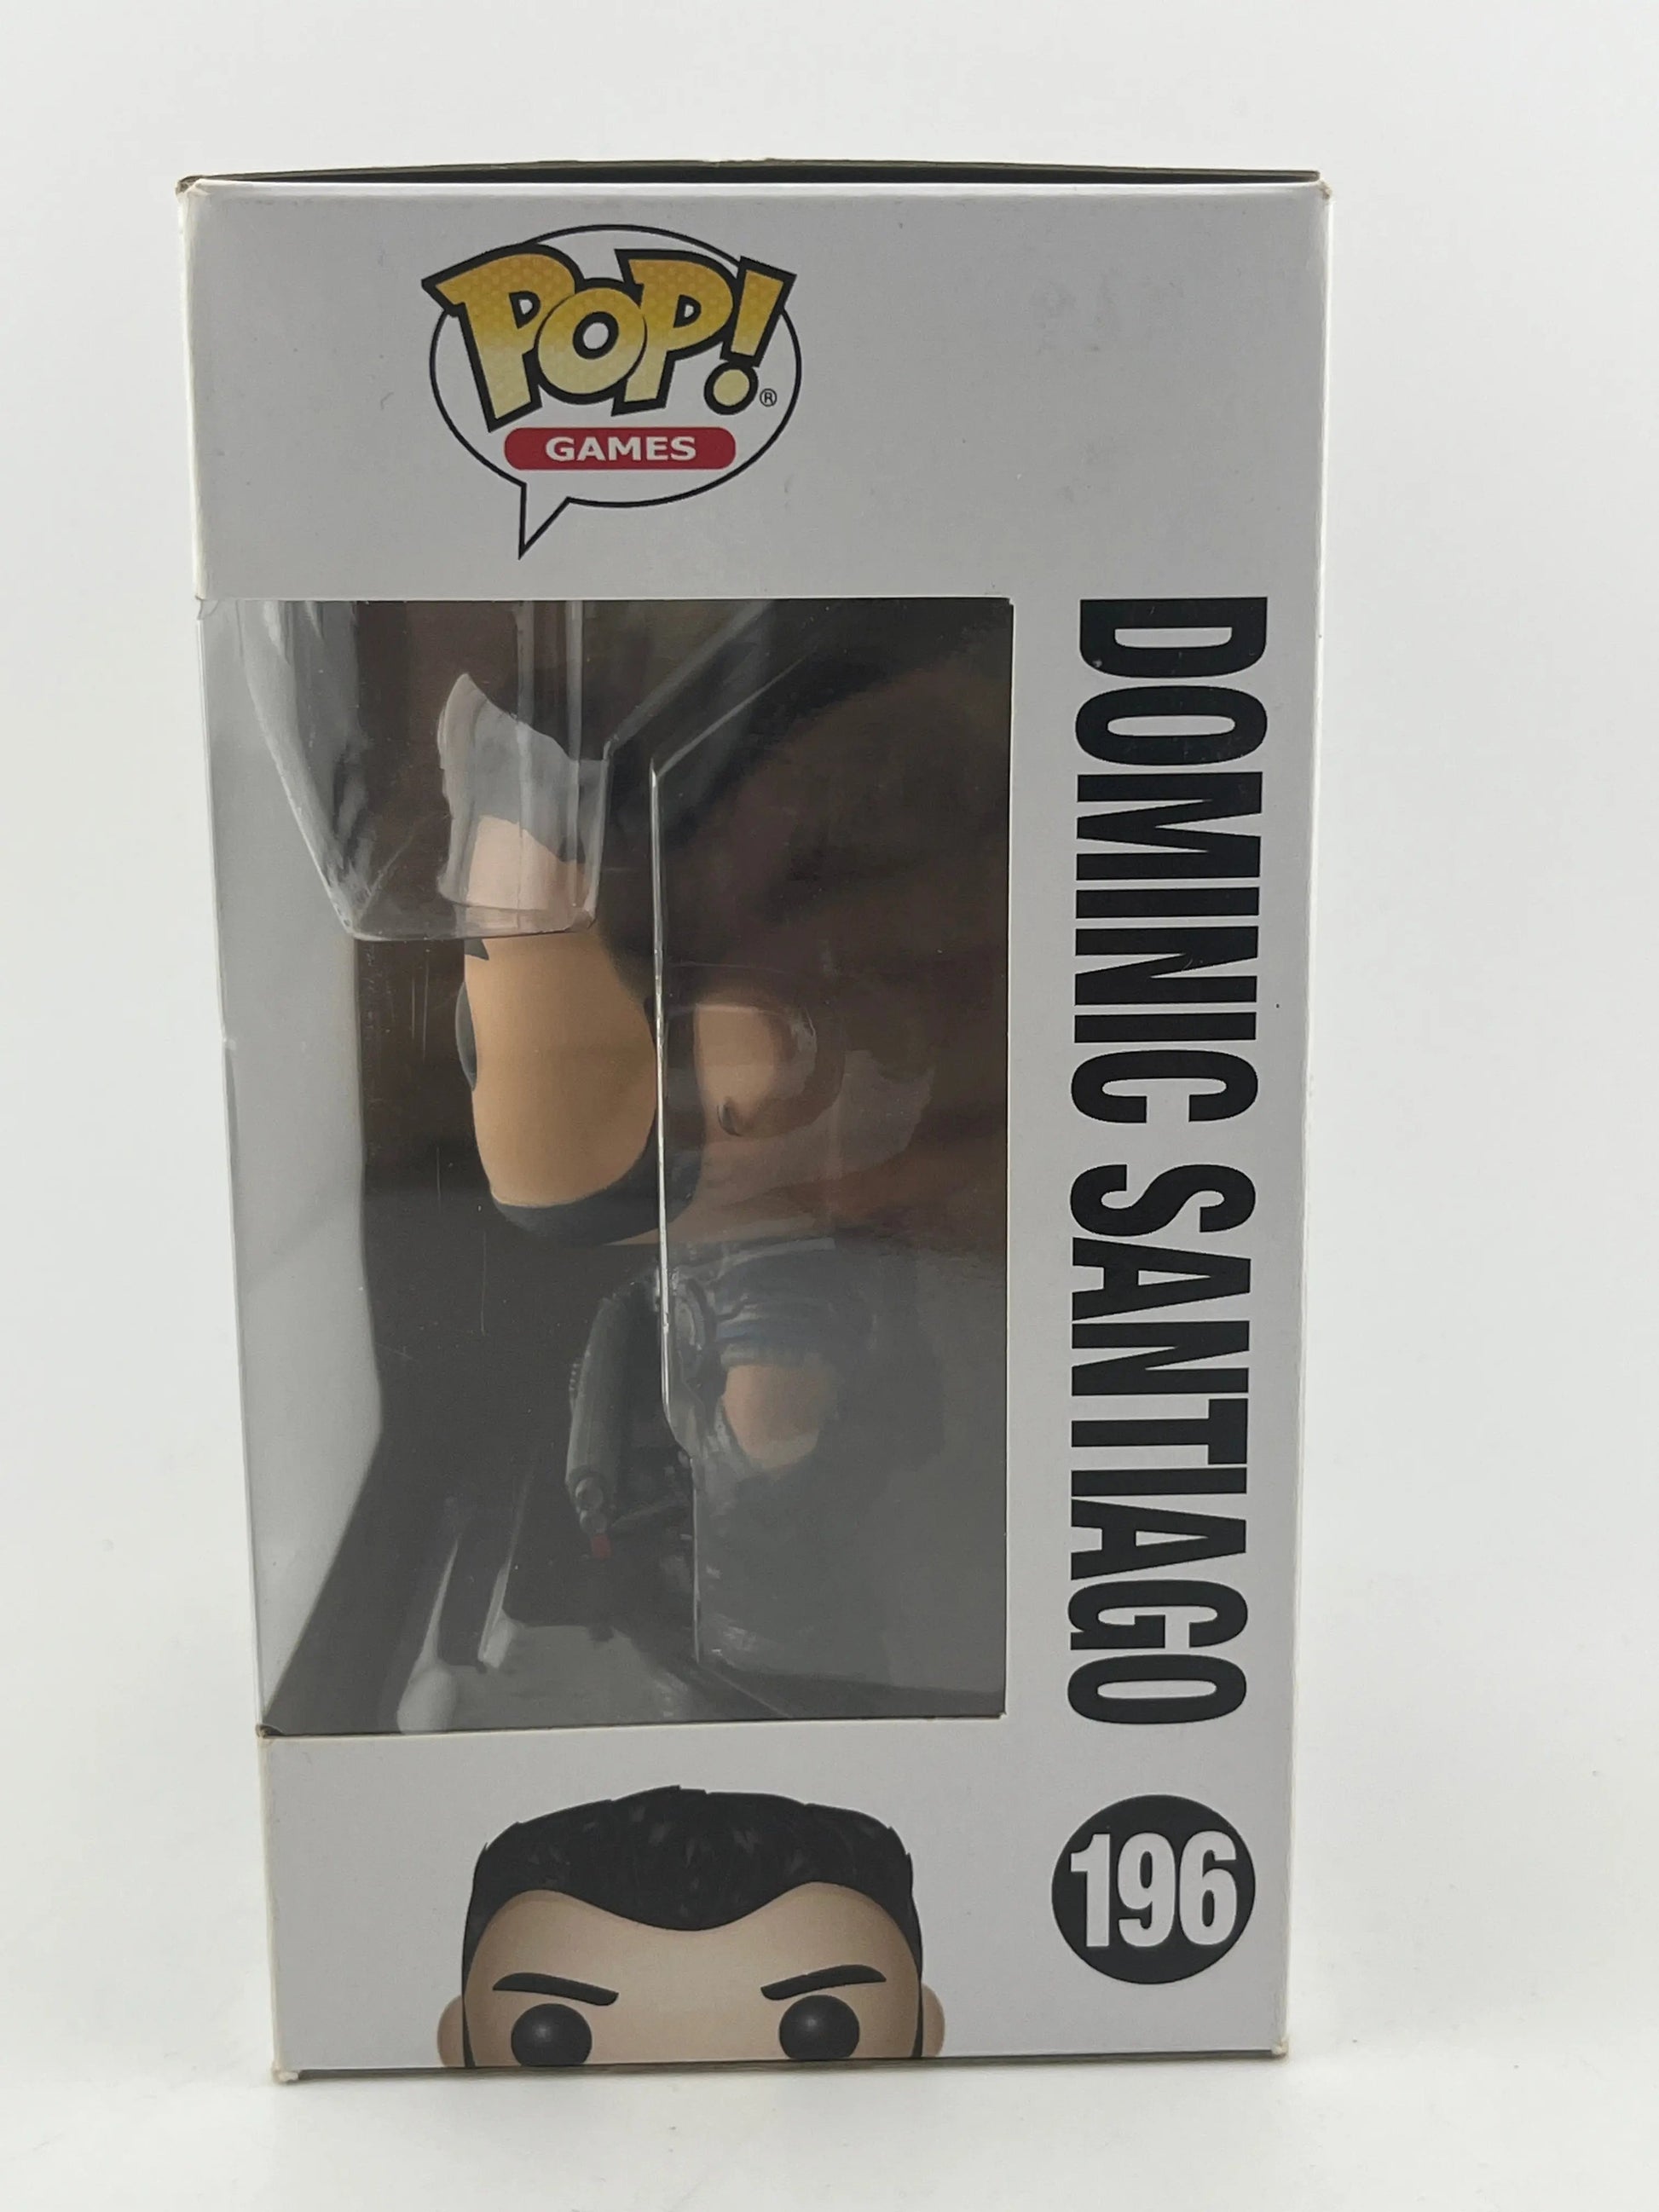 POP! ®
GAMES
DOMINIC SANTIAGO
196